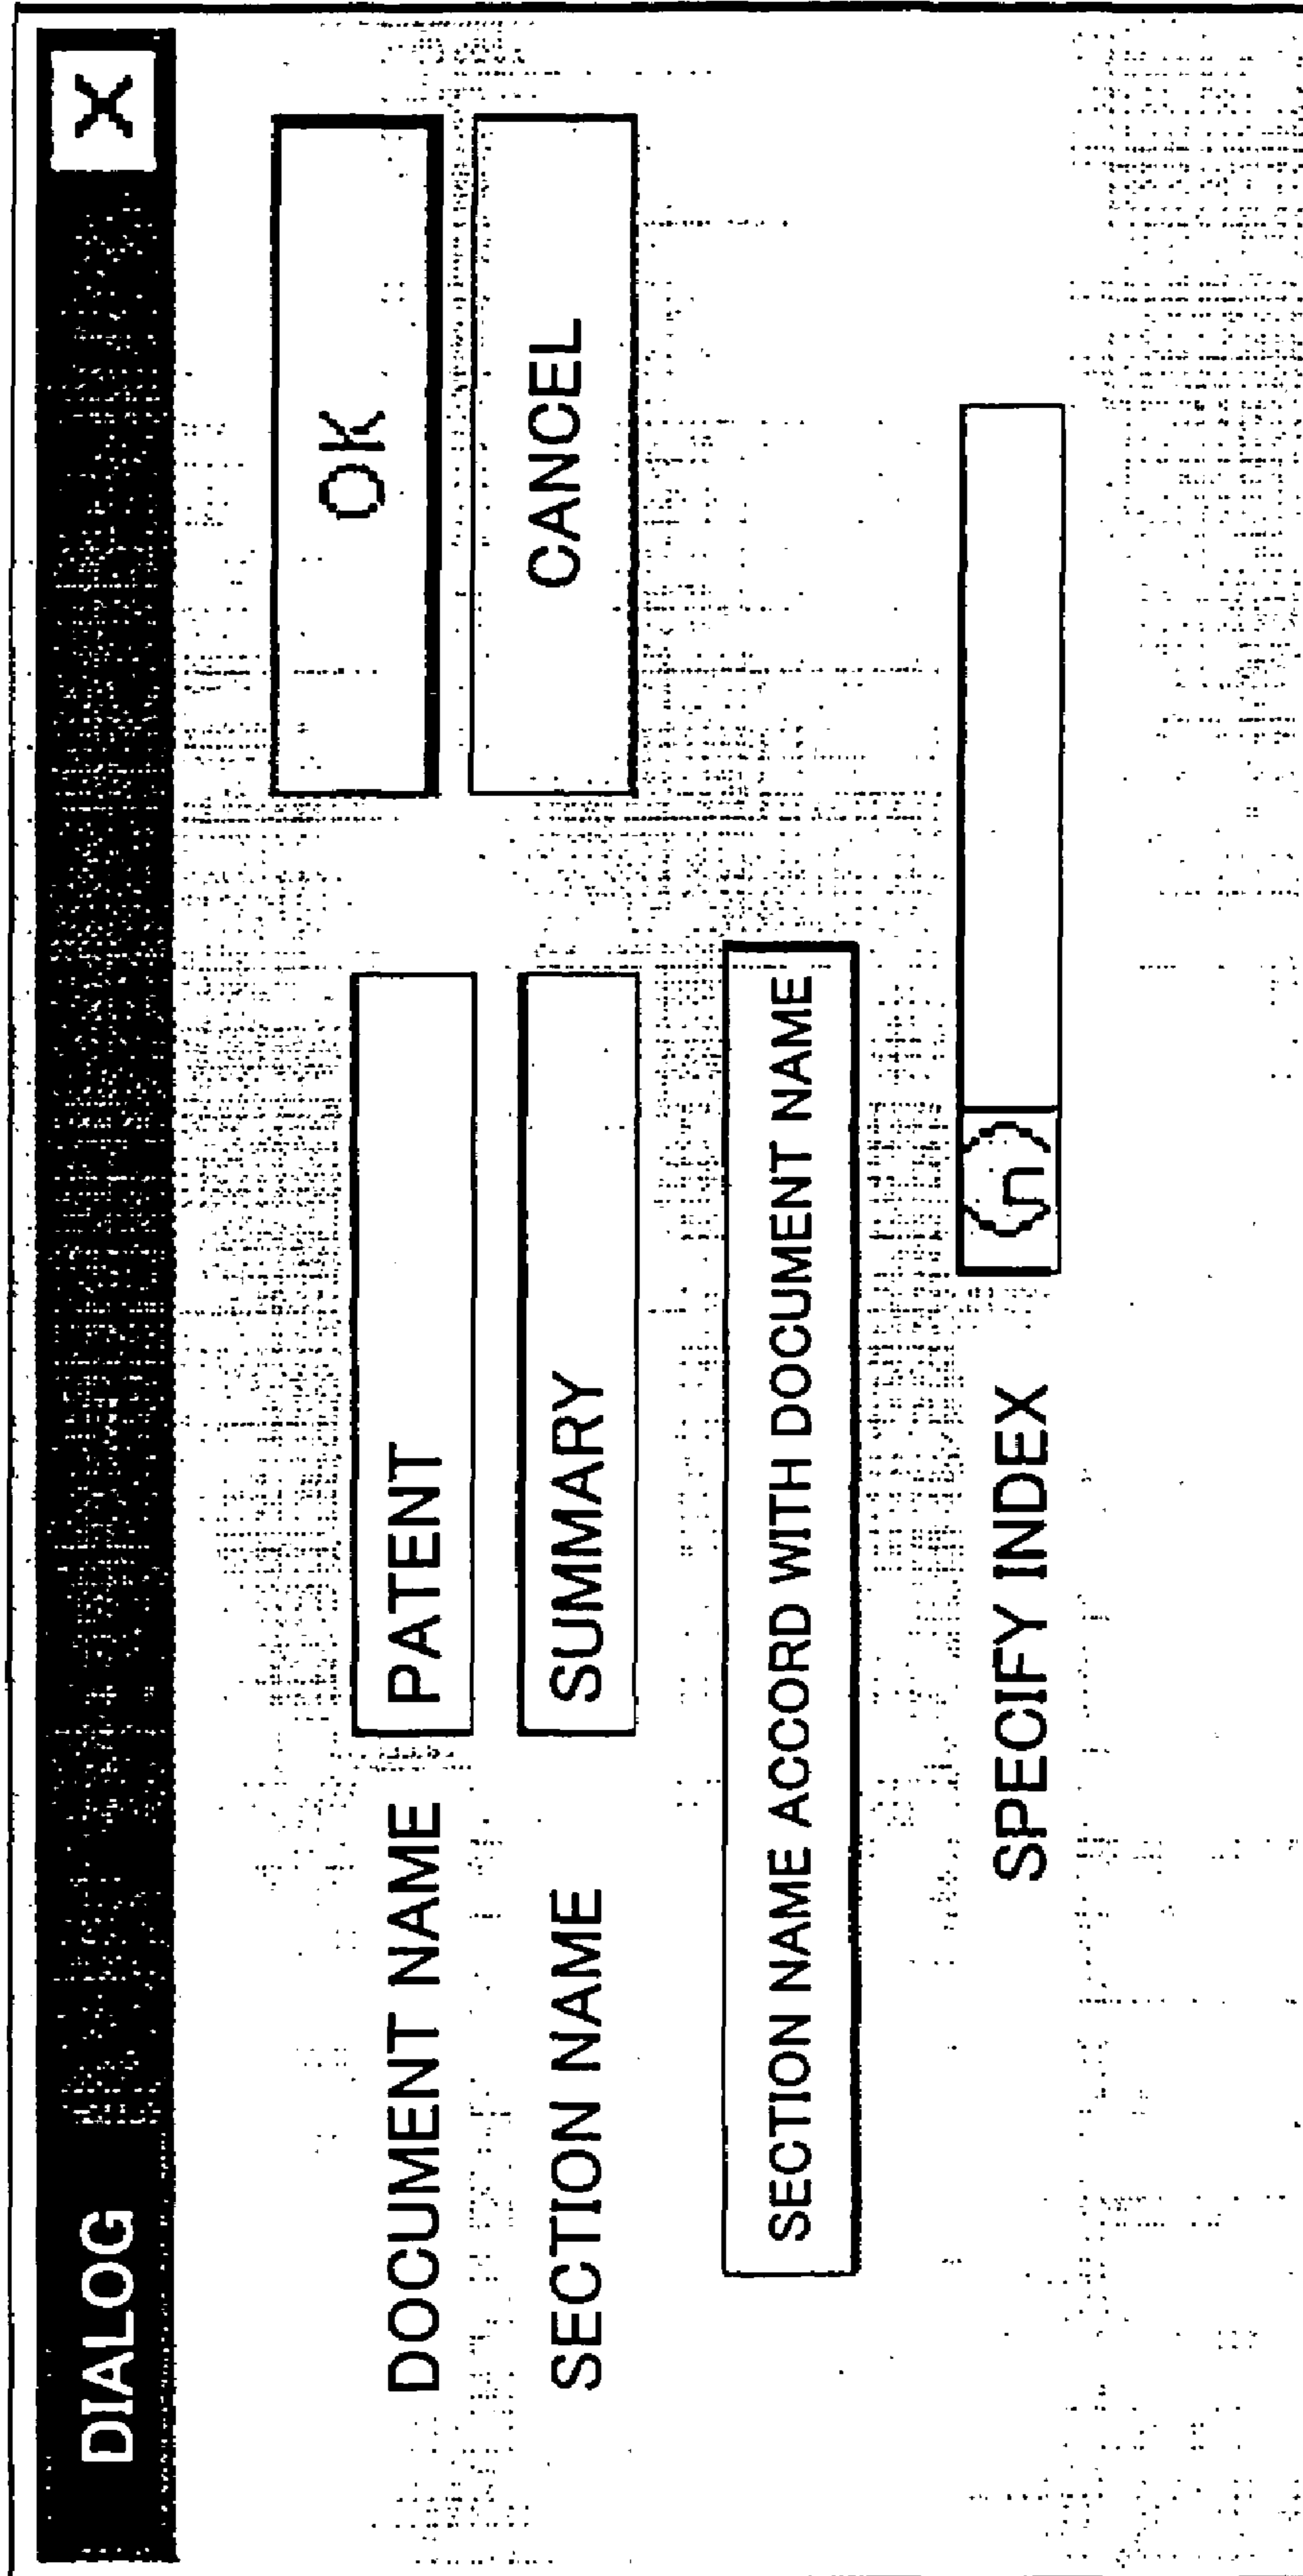 DIALOG X
OK
DOCUMENT NAME PATENT
CANCEL
SECTION NAME SUMMARY
SECTION NAME ACCORD WITH DOCUMENT NAME
SPECIFY INDEX (n)